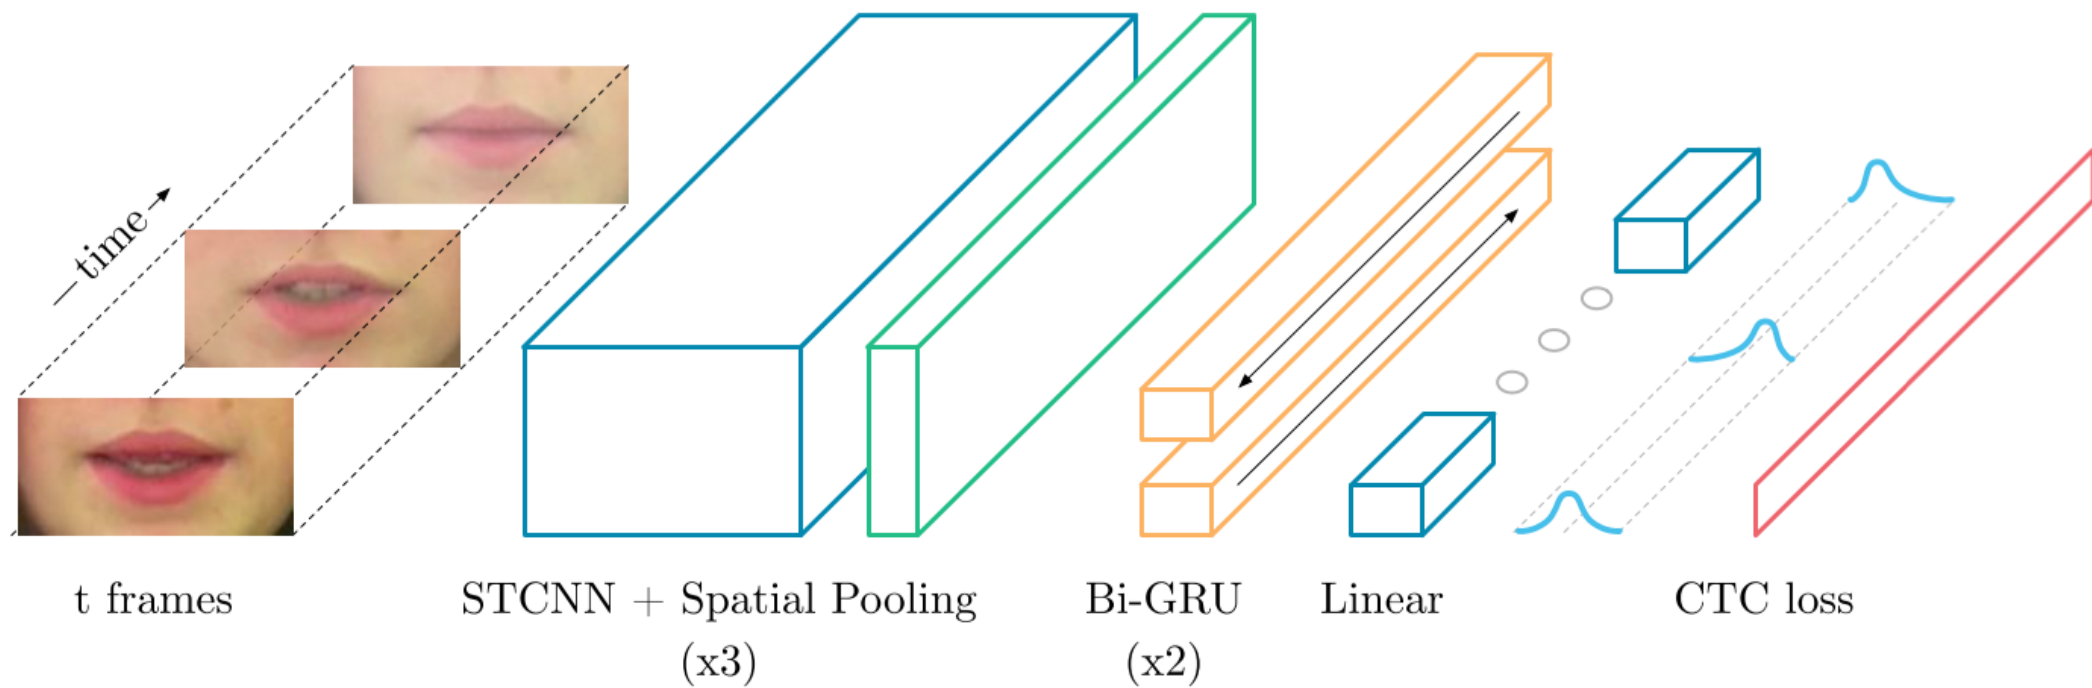 time
t frames
STCNN + Spatial Pooling
(x3)
Bi-GRU
(x2)
Linear
CTC loss